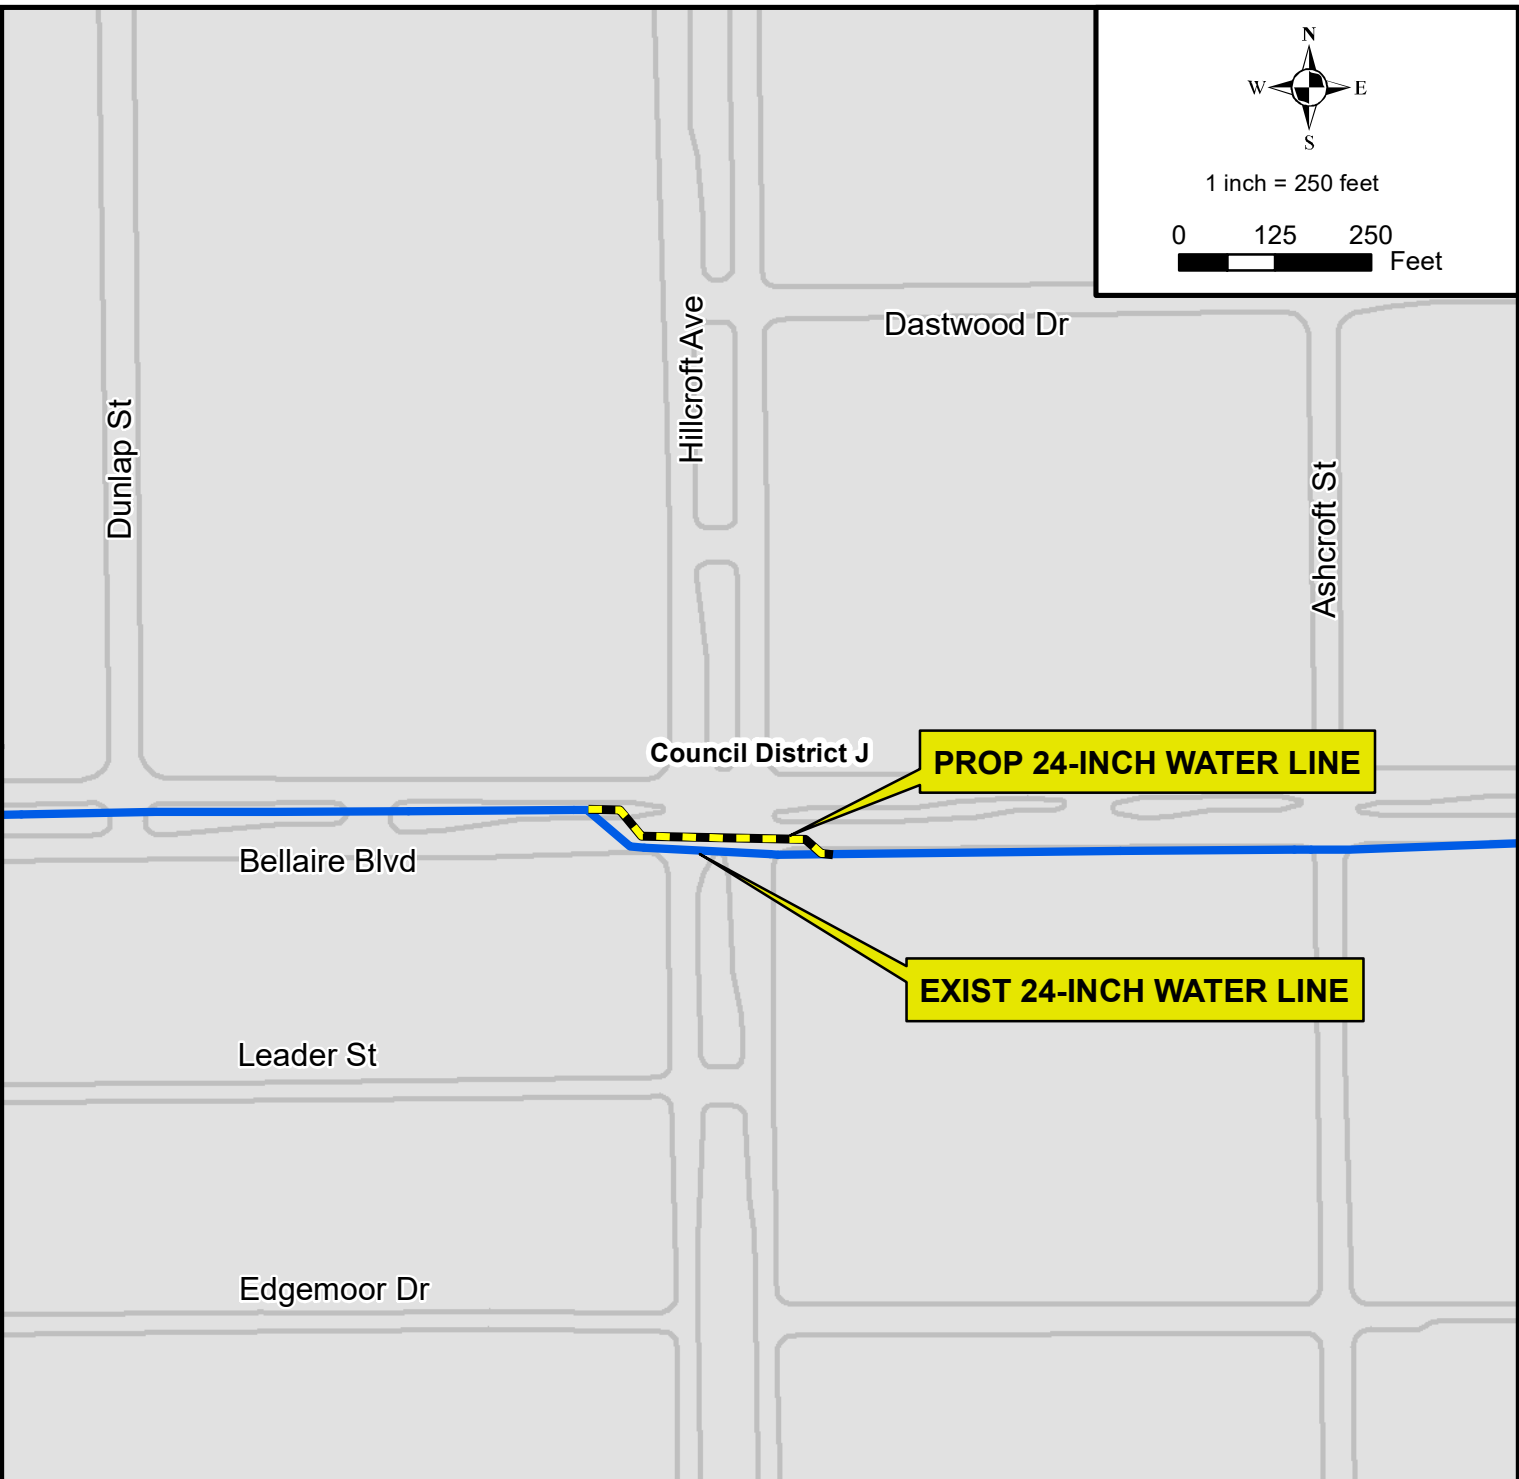 N
W E
S
1 inch = 250 feet
0 125 250
Feet
Dastwood Dr
Hillcroft Ave
Dunlap St
Ashcroft St
Council District J
PROP 24-INCH WATER LINE
Bellaire Blvd
EXIST 24-INCH WATER LINE
Leader St
Edgemoor Dr